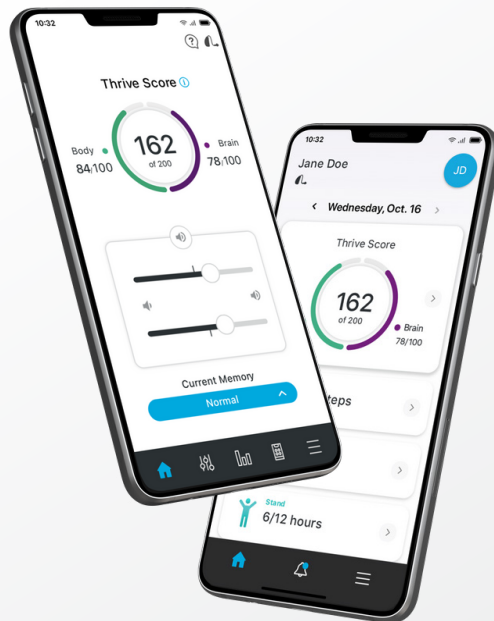 10:32
Thrive Score
Body
84/100
162
of 200
Brain
78/100
Current Memory
Normal
10:32
Jane Doe
JD
Wednesday, Oct. 16
Thrive Score
162
of 200
Brain
78/100
Stand
6/12 hours